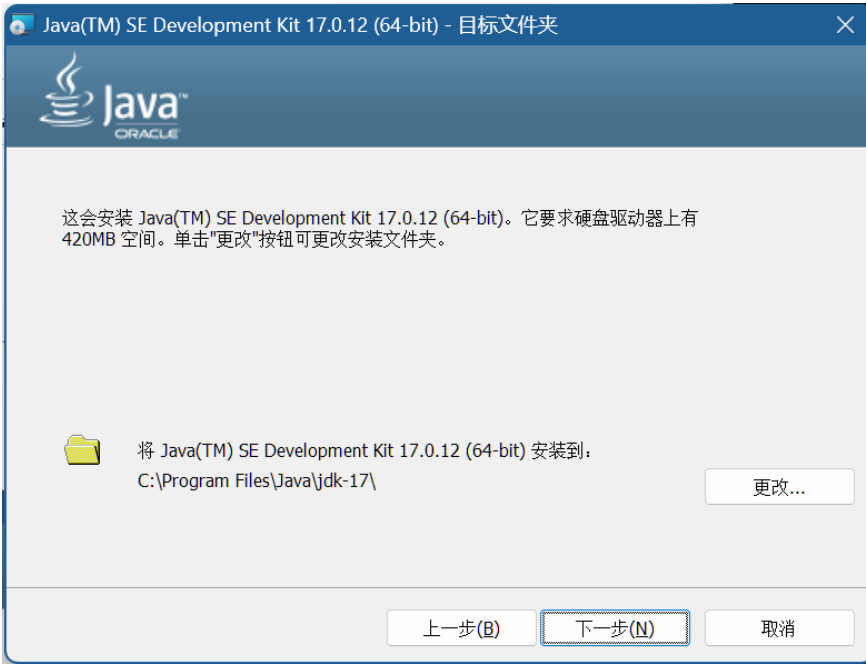 Java(TM) SE Development Kit 17.0.12 (64-bit) - 目标文件夹
Java™
ORACLE
这会安装 Java(TM) SE Development Kit 17.0.12 (64-bit)。它要求硬盘驱动器上有
420MB 空间。单击"更改"按钮可更改安装文件夹。
将 Java(TM) SE Development Kit 17.0.12 (64-bit) 安装到：
C:\Program Files\Java\jdk-17\
更改...
上一步(B)
下一步(N)
取消